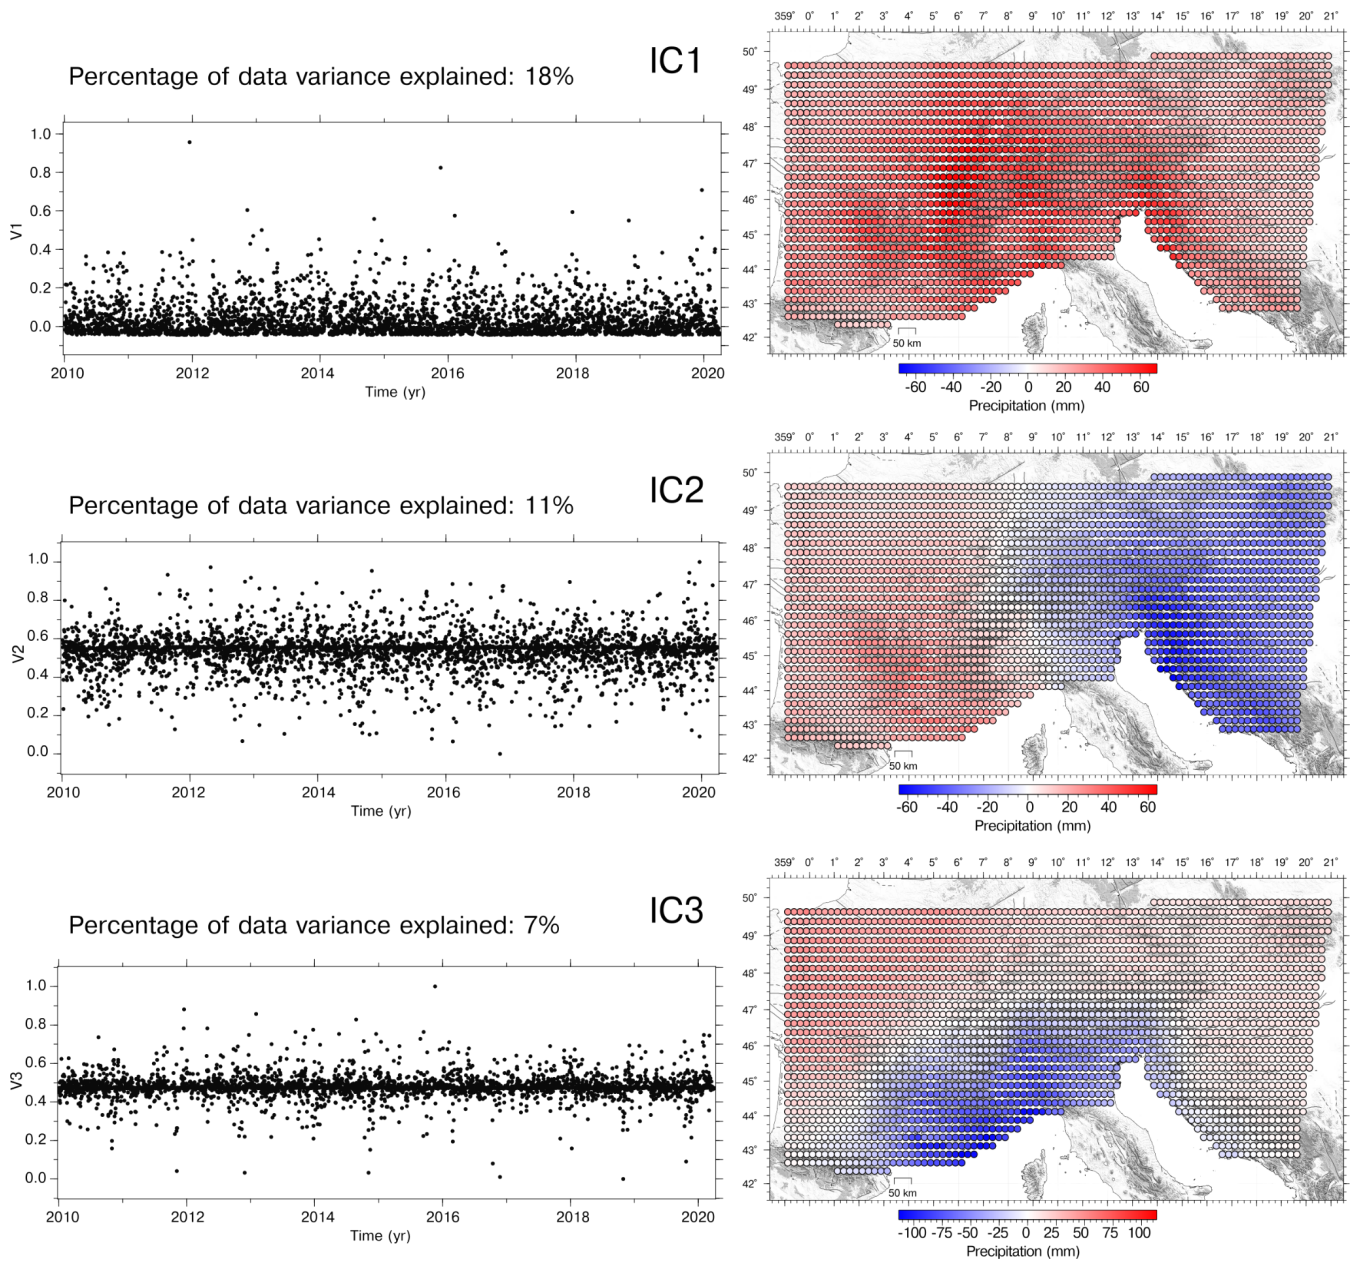 IC1
Percentage of data variance explained: 18%
1.0
0.8
0.6
0.4
0.2
0.0
V1
2010 2012 2014 2016 2018 2020
Time (yr)
359° 0° 1° 2° 3° 4° 5° 6° 7° 8° 9° 10° 11° 12° 13° 14° 15° 16° 17° 18° 19° 20° 21°
50°
49°
48°
47°
46°
45°
44°
43°
42°
50 km
-60 -40 -20 0 20 40 60
Precipitation (mm)
IC2
Percentage of data variance explained: 11%
1.0
0.8
0.6
0.4
0.2
0.0
V2
2010 2012 2014 2016 2018 2020
Time (yr)
359° 0° 1° 2° 3° 4° 5° 6° 7° 8° 9° 10° 11° 12° 13° 14° 15° 16° 17° 18° 19° 20° 21°
50°
49°
48°
47°
46°
45°
44°
43°
42°
50 km
-60 -40 -20 0 20 40 60
Precipitation (mm)
IC3
Percentage of data variance explained: 7%
1.0
0.8
0.6
0.4
0.2
0.0
V3
2010 2012 2014 2016 2018 2020
Time (yr)
359° 0° 1° 2° 3° 4° 5° 6° 7° 8° 9° 10° 11° 12° 13° 14° 15° 16° 17° 18° 19° 20° 21°
50°
49°
48°
47°
46°
45°
44°
43°
42°
50 km
-100 -75 -50 -25 0 25 50 75 100
Precipitation (mm)